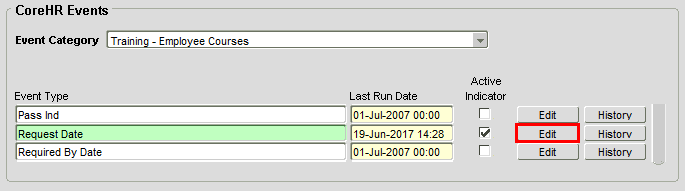 CoreHR Events
Event Category Training - Employee Courses
Active
Event Type Last Run Date Indicator
Pass Ind 01-Jul-2007 00:00 Edit History
Request Date 19-Jun-2017 14:28 Edit History
Required By Date 01-Jul-2007 00:00 Edit History